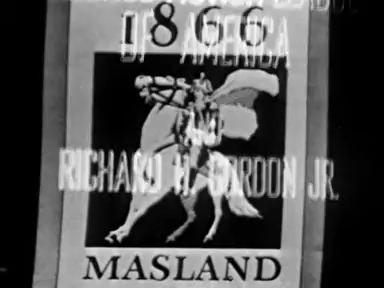 1866
OF AMERICA
AND
RICHARD H. GORDON JR.
MASLAND